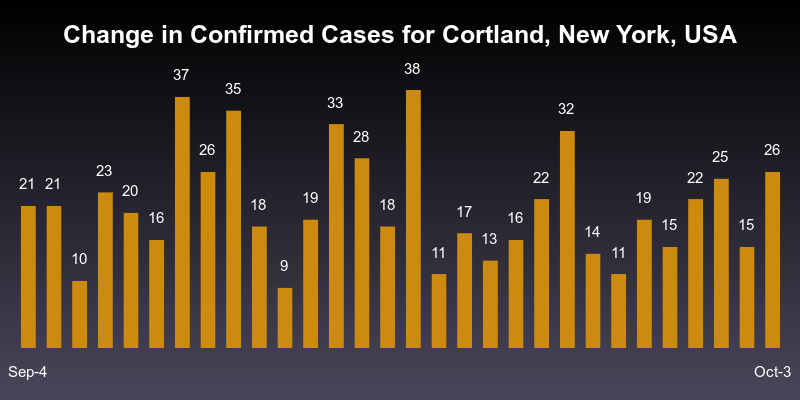 Change in Confirmed Cases for Cortland, New York, USA
21 21 10 23 20 16 37 26 35 18 9 19 33 28 18 38 11 17 13 16 22 32 14 11 19 15 22 25 15 26
Sep-4 Oct-3